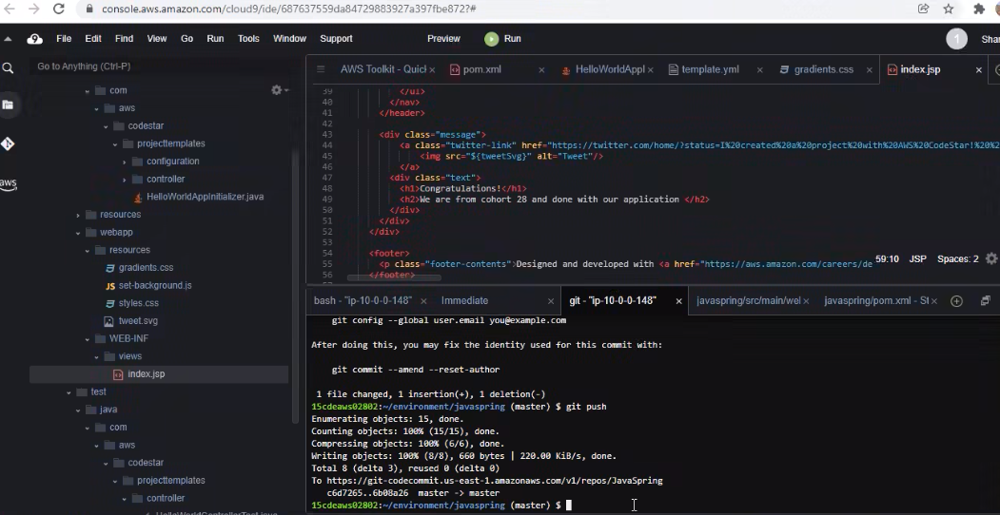 console.aws.amazon.com/cloud9/ide/687637559da84729883927a397fbe872?#
9 File Edit Find View Go Run Tools Window Support Preview Run 1 Shar
Go to Anything (Ctrl-P)
AWS Toolkit - Quicl × pom.xml × HelloWorldAppl × template.yml × gradients.css × index.jsp ×
com
aws
codestar
projecttemplates
configuration
controller
HelloWorldAppInitializer.java
resources
webapp
resources
gradients.css
JS set-background.js
styles.css
tweet.svg
WEB-INF
views
index.jsp
test
java
com
aws
codestar
projecttemplates
controller
aws
39 </ul>
40 </nav>
41 </header>
42
43 <div class="message">
44 <a class="twitter-link" href="https://twitter.com/home/?status=I%20created%20a%20project%20with%20AWS%20CodeStar!%20%2
45 <img src="${tweetSvg}" alt="Tweet"/>
46 </a>
47 <div class="text">
48 <h1>Congratulations!</h1>
49 <h2>We are from cohort 28 and done with our application </h2>
50 </div>
51 </div>
52 </div>
53
54 <footer>
55 <p class="footer-contents">Designed and developed with <a href="https://aws.amazon.com/careers/de
56 </footer>
59:10 JSP Spaces: 2
bash - "ip-10-0-0-148" × Immediate × git - "ip-10-0-0-148" × javaspring/src/main/wel × javaspring/pom.xml - St ×
git config --global user.email you@example.com
After doing this, you may fix the identity used for this commit with:
git commit --amend --reset-author
1 file changed, 1 insertion(+), 1 deletion(-)
15cdeaws02802:~/environment/javaspring (master) $ git push
Enumerating objects: 15, done.
Counting objects: 100% (15/15), done.
Compressing objects: 100% (6/6), done.
Writing objects: 100% (8/8), 660 bytes | 220.00 KiB/s, done.
Total 8 (delta 3), reused 0 (delta 0)
To https://git-codecommit.us-east-1.amazonaws.com/v1/repos/JavaSpring
c6d7265..6b08a26 master -> master
15cdeaws02802:~/environment/javaspring (master) $